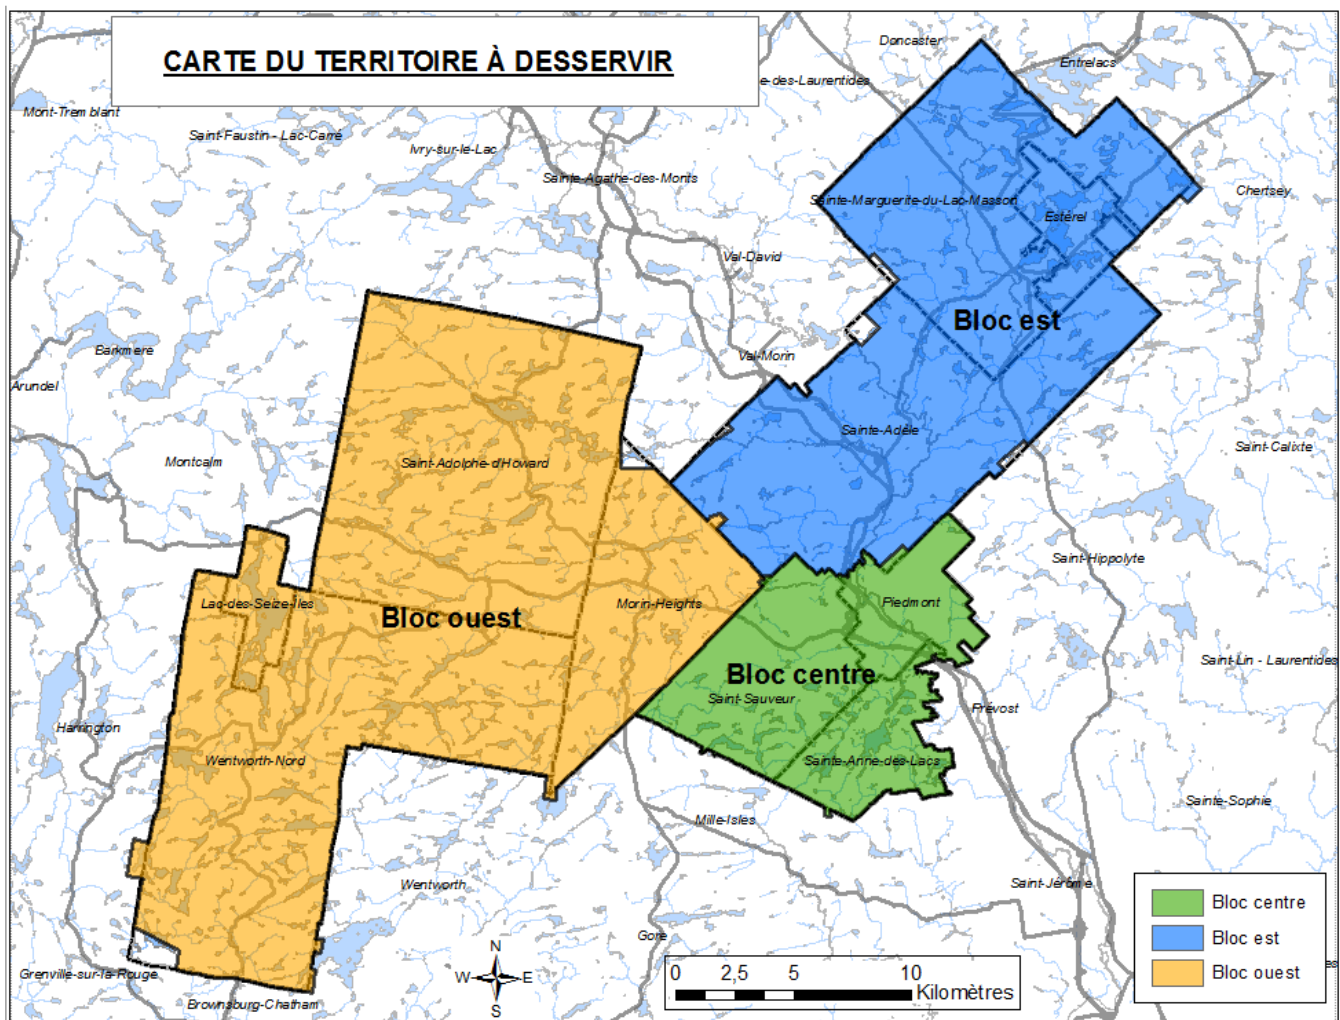 CARTE DU TERRITOIRE À DESSERVIR
Doncaster
Entrelacs
e-des-Laurentides
Mont-Tremblant
Saint-Faustin - Lac-Carré
Ivry-sur-le-Lac
Sainte-Agathe-des-Monts
Chertsey
Sainte-Marguerite-du-Lac-Masson
Estérel
Val-David
Bloc est
Barkmere
Val-Morin
Arundel
Sainte-Adèle
Saint-Calixte
Montcalm
Saint-Adolphe-d'Howard
Saint-Hippolyte
Lac-des-Seize-Îles
Bloc ouest
Morin-Heights
Piedmont
Saint-Lin - Laurentides
Bloc centre
Saint-Sauveur
Prévost
Harrington
Wentworth-Nord
Sainte-Anne-des-Lacs
Sainte-Sophie
Mille-Isles
Wentworth
Saint-Jérôme
Gore
Grenville-sur-la-Rouge
Brownsburg-Chatham
N
W E
S
0 2,5 5 10
Kilomètres
Bloc centre
Bloc est
Bloc ouest
es